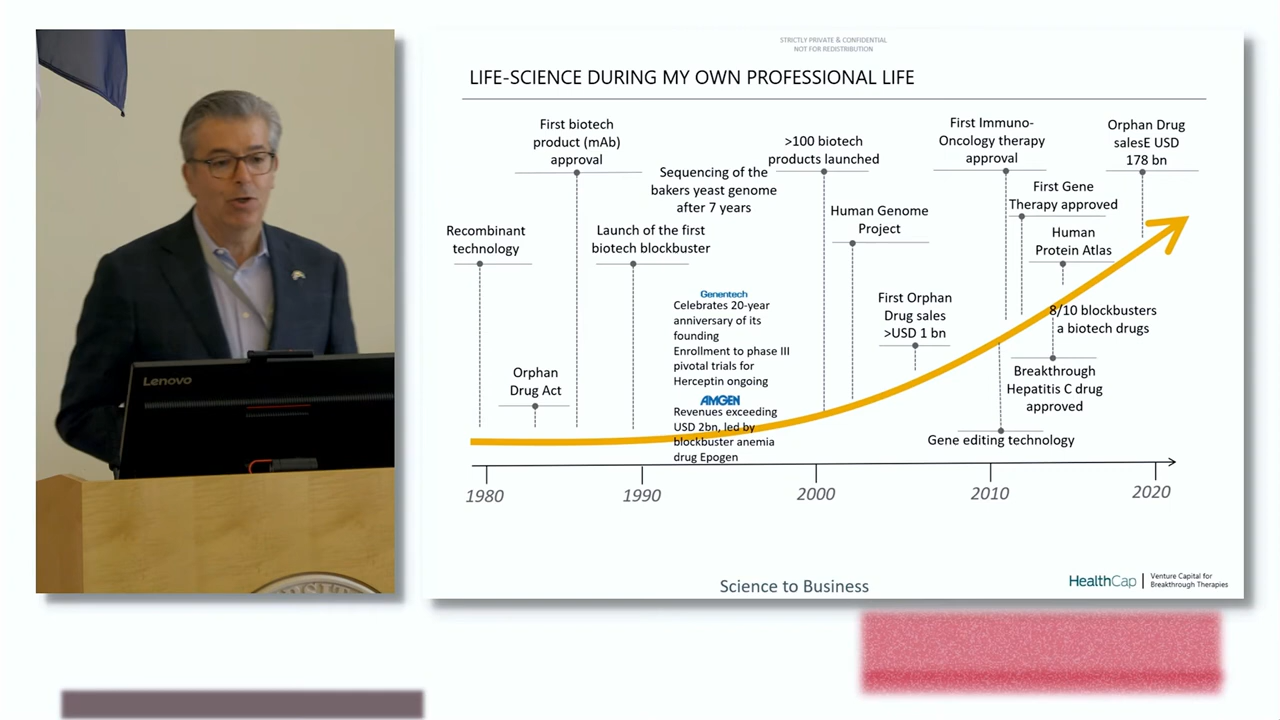 STRICTLY PRIVATE & CONFIDENTIAL
NOT FOR REDISTRIBUTION
LIFE-SCIENCE DURING MY OWN PROFESSIONAL LIFE
First biotech
product (mAb)
approval
Sequencing of the
bakers yeast genome
after 7 years
>100 biotech
products launched
First Immuno-
Oncology therapy
approval
Orphan Drug
salesE USD
178 bn
First Gene
Therapy approved
Human
Protein Atlas
Recombinant
technology
Launch of the first
biotech blockbuster
Human Genome
Project
Genentech
Celebrates 20-year
anniversary of its
founding
Enrollment to phase III
pivotal trials for
Herceptin ongoing
First Orphan
Drug sales
>USD 1 bn
8/10 blockbusters
a biotech drugs
Orphan
Drug Act
AMGEN
Revenues exceeding
USD 2bn, led by
blockbuster anemia
drug Epogen
Breakthrough
Hepatitis C drug
approved
Gene editing technology
1980
1990
2000
2010
2020
Science to Business
HealthCap
Venture Capital for
Breakthrough Therapies
Lenovo